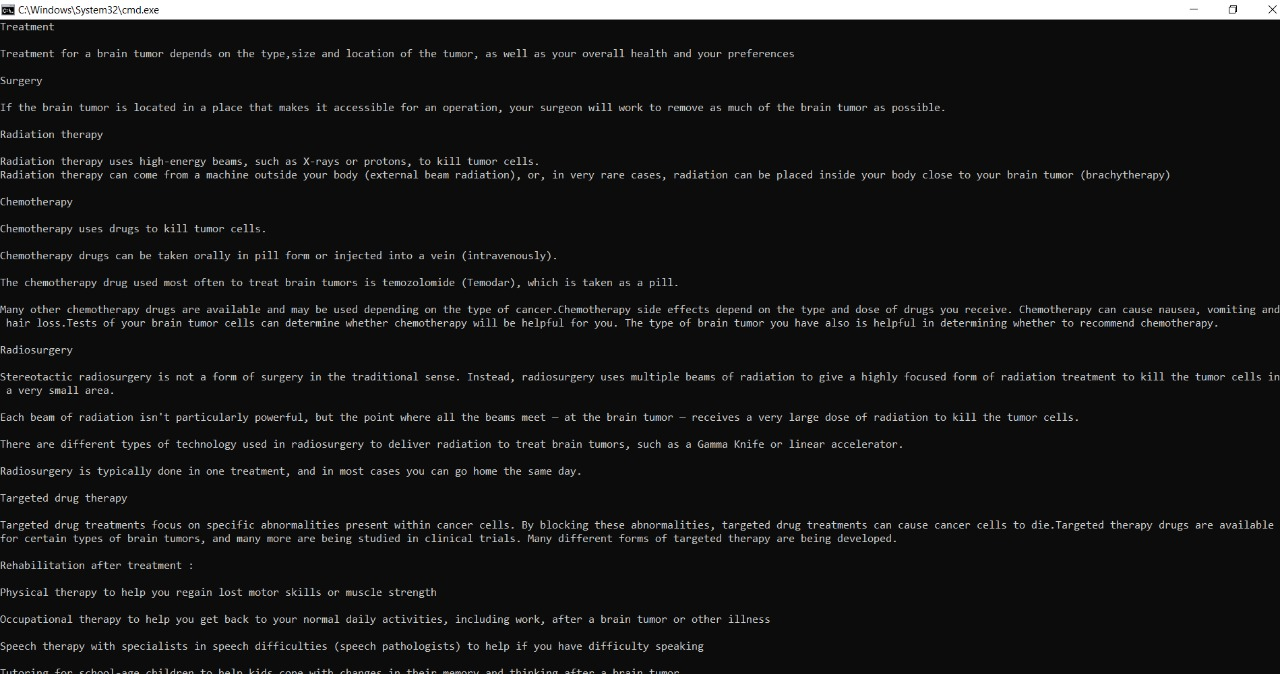 C:\Windows\System32\cmd.exe
Treatment
Treatment for a brain tumor depends on the type,size and location of the tumor, as well as your overall health and your preferences
Surgery
If the brain tumor is located in a place that makes it accessible for an operation, your surgeon will work to remove as much of the brain tumor as possible.
Radiation therapy
Radiation therapy uses high-energy beams, such as X-rays or protons, to kill tumor cells.
Radiation therapy can come from a machine outside your body (external beam radiation), or, in very rare cases, radiation can be placed inside your body close to your brain tumor (brachytherapy)
Chemotherapy
Chemotherapy uses drugs to kill tumor cells.
Chemotherapy drugs can be taken orally in pill form or injected into a vein (intravenously).
The chemotherapy drug used most often to treat brain tumors is temozolomide (Temodar), which is taken as a pill.
Many other chemotherapy drugs are available and may be used depending on the type of cancer.Chemotherapy side effects depend on the type and dose of drugs you receive. Chemotherapy can cause nausea, vomiting and
hair loss.Tests of your brain tumor cells can determine whether chemotherapy will be helpful for you. The type of brain tumor you have also is helpful in determining whether to recommend chemotherapy.
Radiosurgery
Stereotactic radiosurgery is not a form of surgery in the traditional sense. Instead, radiosurgery uses multiple beams of radiation to give a highly focused form of radiation treatment to kill the tumor cells in
a very small area.
Each beam of radiation isn't particularly powerful, but the point where all the beams meet — at the brain tumor — receives a very large dose of radiation to kill the tumor cells.
There are different types of technology used in radiosurgery to deliver radiation to treat brain tumors, such as a Gamma Knife or linear accelerator.
Radiosurgery is typically done in one treatment, and in most cases you can go home the same day.
Targeted drug therapy
Targeted drug treatments focus on specific abnormalities present within cancer cells. By blocking these abnormalities, targeted drug treatments can cause cancer cells to die.Targeted therapy drugs are available
for certain types of brain tumors, and many more are being studied in clinical trials. Many different forms of targeted therapy are being developed.
Rehabilitation after treatment :
Physical therapy to help you regain lost motor skills or muscle strength
Occupational therapy to help you get back to your normal daily activities, including work, after a brain tumor or other illness
Speech therapy with specialists in speech difficulties (speech pathologists) to help if you have difficulty speaking
Tutoring for school-age children to help kids cope with changes in their memory and thinking after a brain tumor